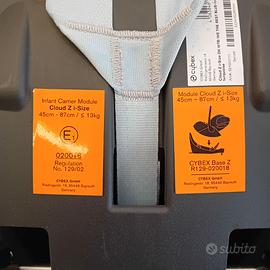 cybex
Infant Carrier Module
Cloud Z i-Size
45cm - 87cm / ≤ 13kg
E1
020018
Regulation
No. 129/02
CYBEX GmbH
Riedingerstr. 18, 95448 Bayreuth
Germany
Module Cloud Z i-Size
45cm - 87cm / ≤ 13kg
CYBEX Base Z
R129-020018
CYBEX GmbH
Riedingerstr. 18, 95448 Bayreuth
Germany
subito